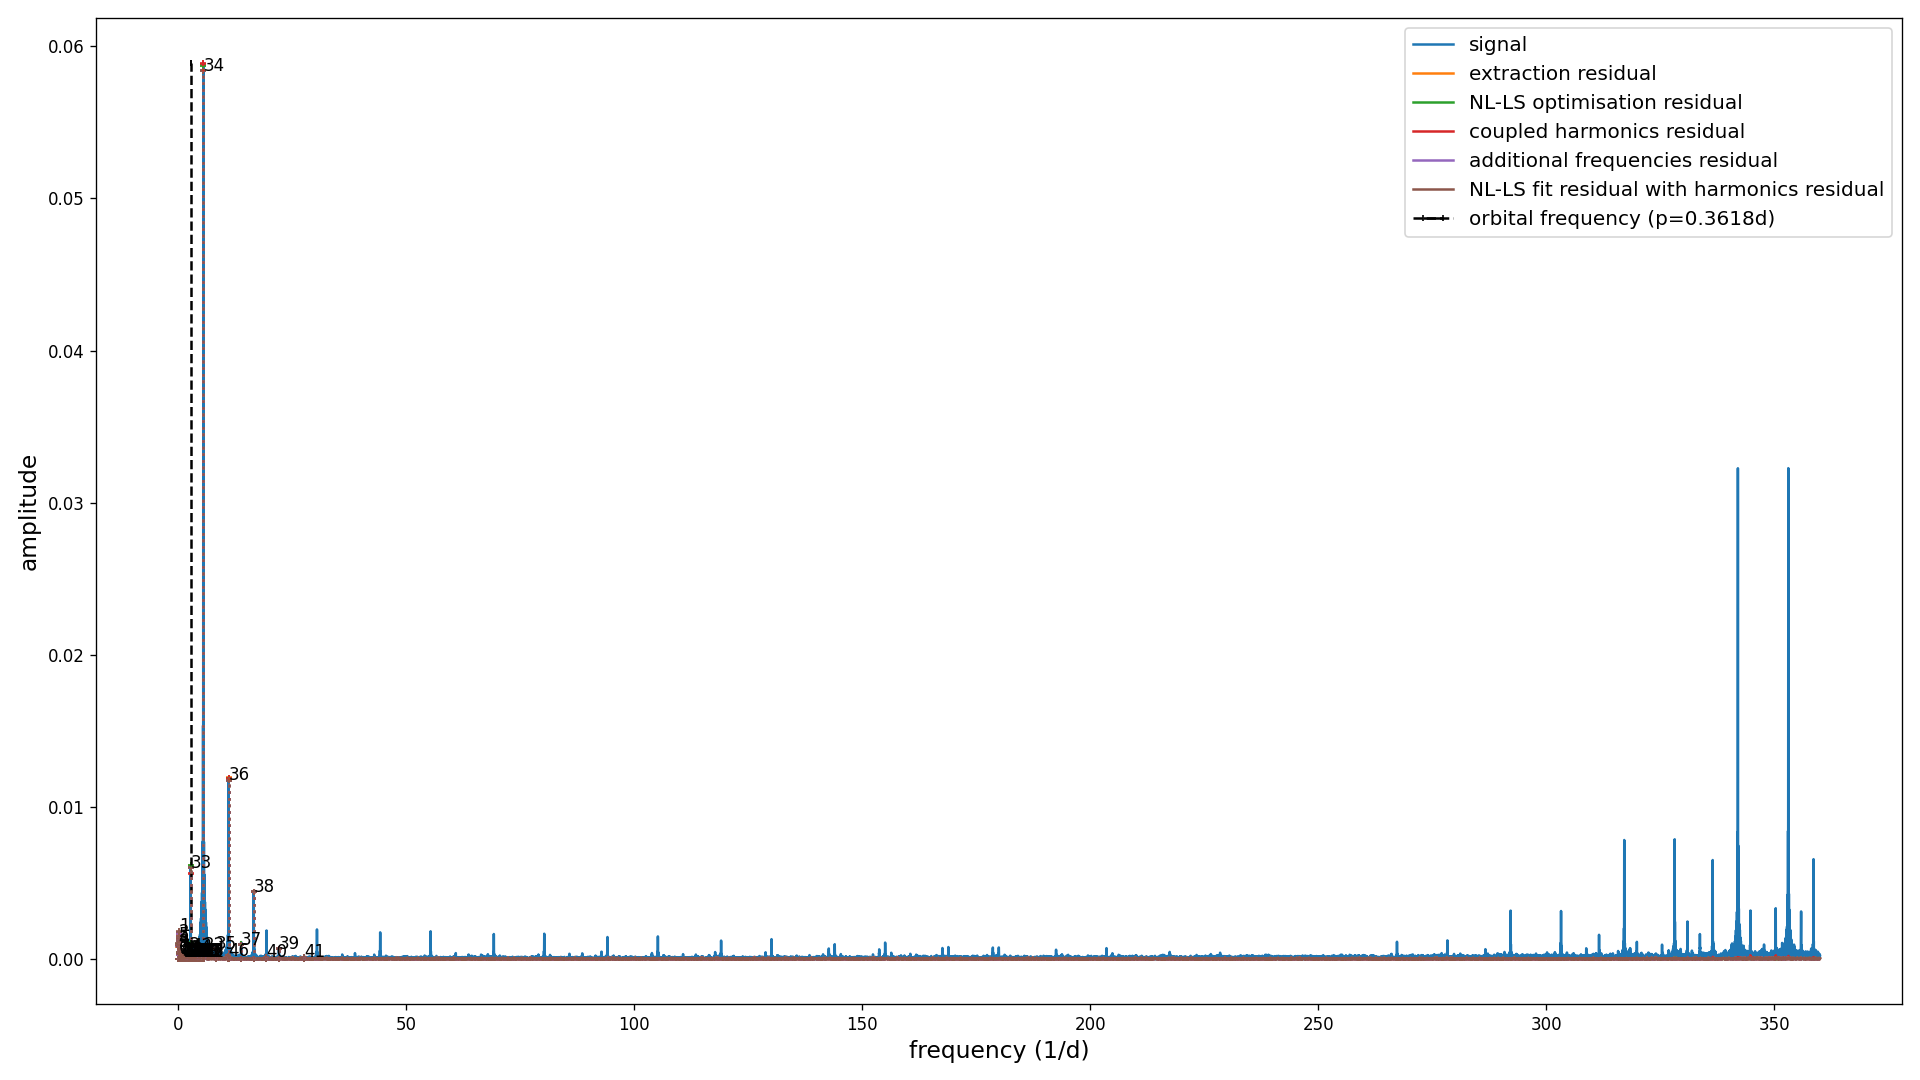 0.06
0.05
0.04
0.03
0.02
0.01
0.00
amplitude
0
50
100
150
200
250
300
350
frequency (1/d)
signal
extraction residual
NL-LS optimisation residual
coupled harmonics residual
additional frequencies residual
NL-LS fit residual with harmonics residual
orbital frequency (p=0.3618d)
34
36
33
38
1
35
46
37
40
39
41